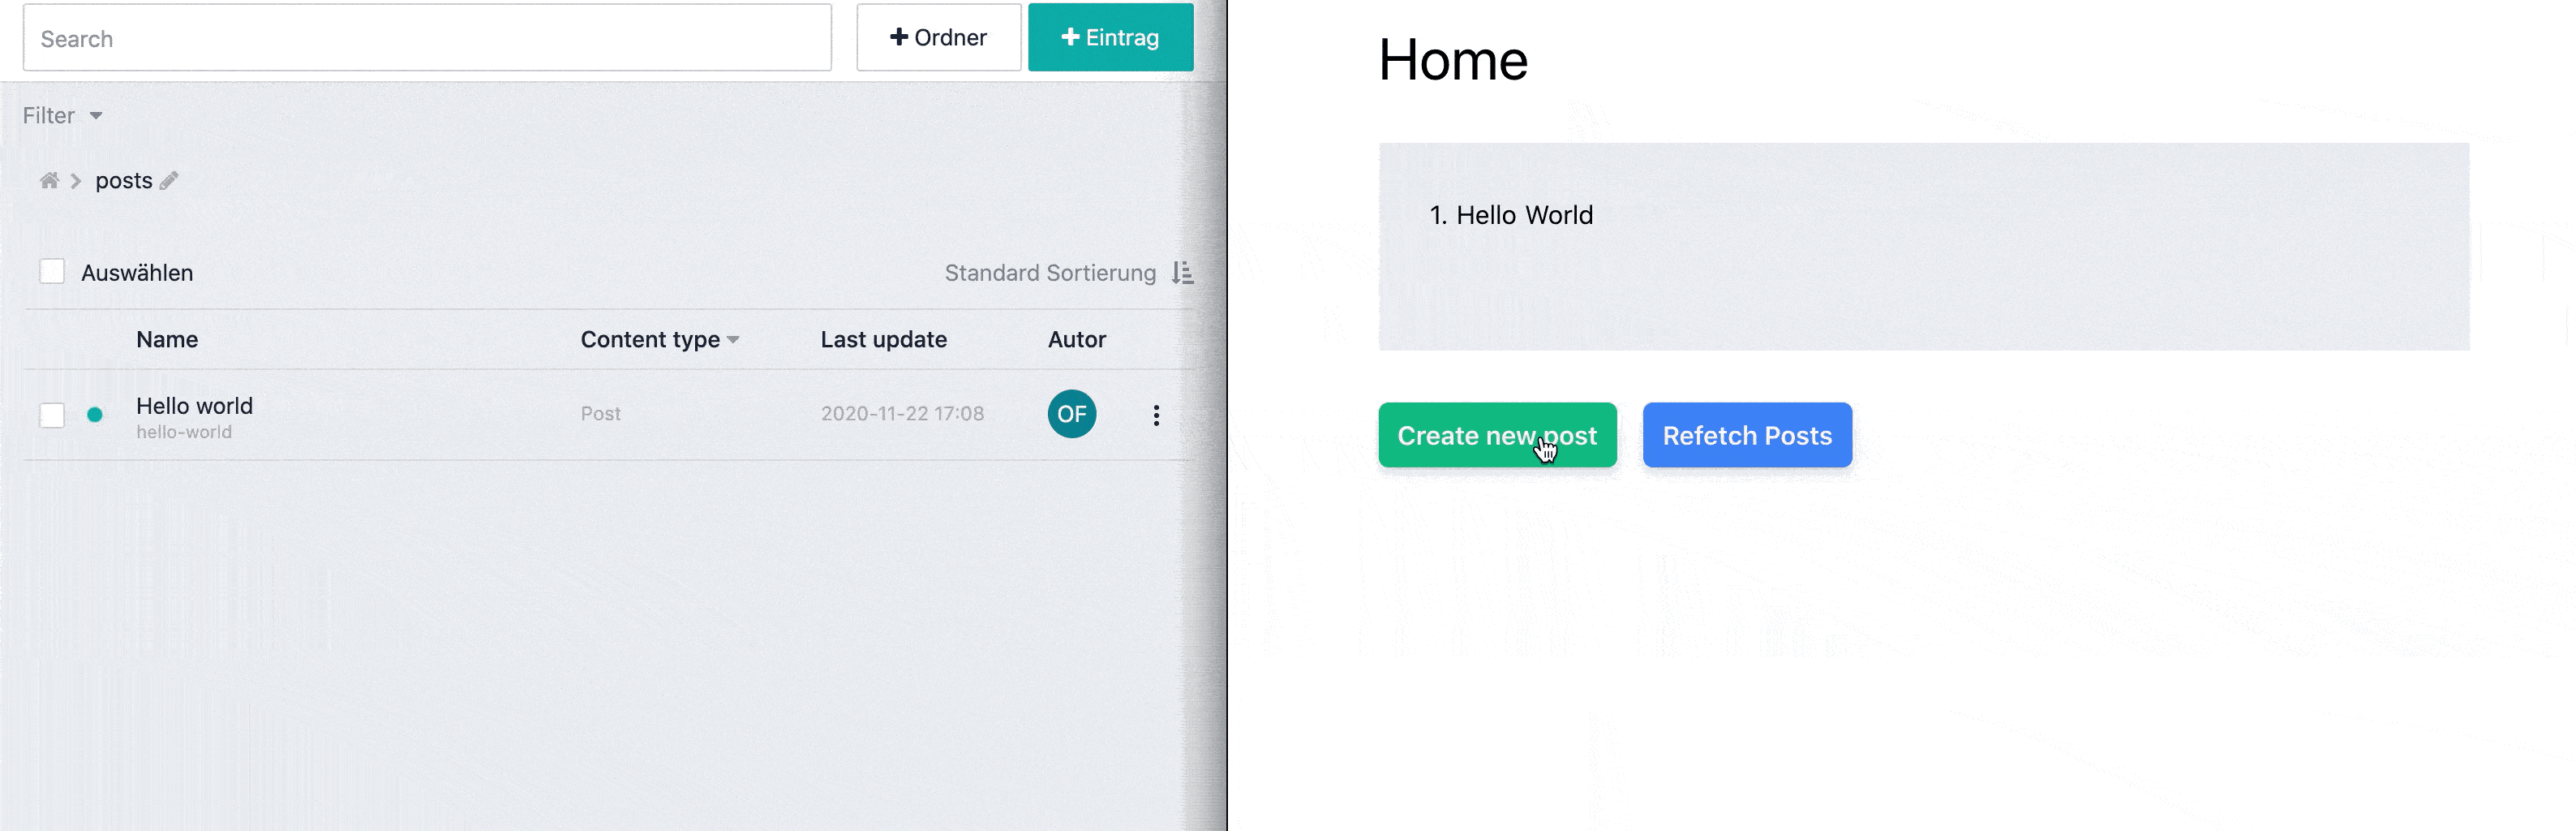 Search
Ordner
Eintrag
Filter
posts
Auswählen
Standard Sortierung
Name
Content type
Last update
Autor
Hello world
hello-world
Post
2020-11-22 17:08
OF
Home
1. Hello World
Create new post
Refetch Posts